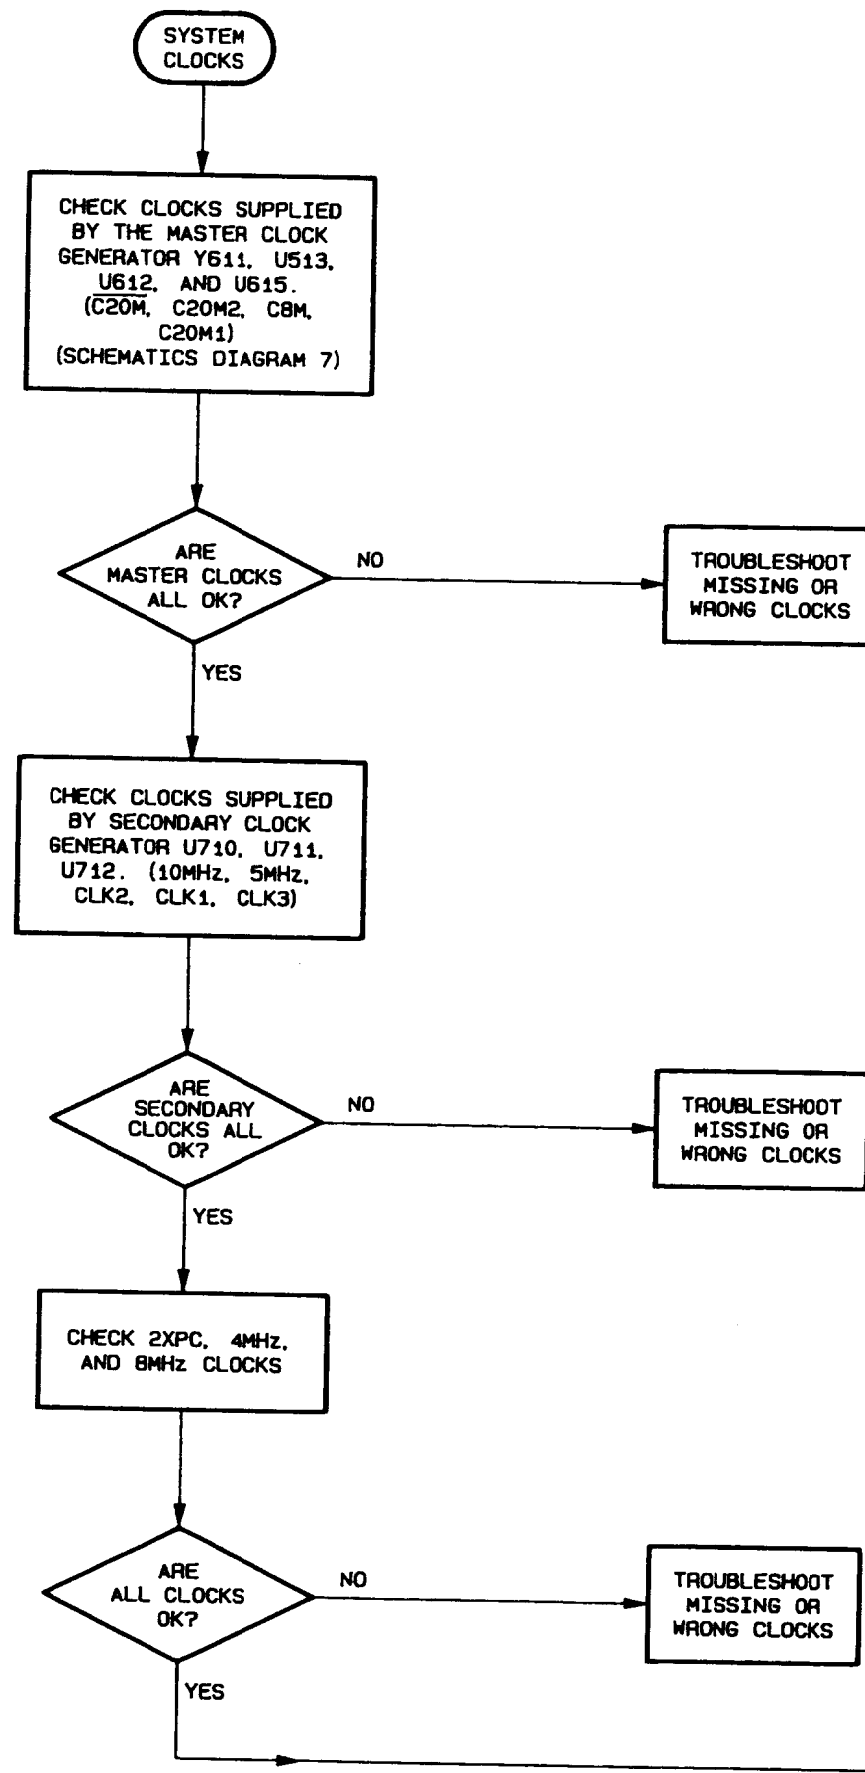 SYSTEM
CLOCKS
CHECK CLOCKS SUPPLIED
BY THE MASTER CLOCK
GENERATOR Y611, U513,
U612, AND U615.
(C20M, C20M2, C8M,
C20M1)
(SCHEMATICS DIAGRAM 7)
ARE
MASTER CLOCKS
ALL OK?
NO
TROUBLESHOOT
MISSING OR
WRONG CLOCKS
YES
CHECK CLOCKS SUPPLIED
BY SECONDARY CLOCK
GENERATOR U710, U711,
U712. (10MHz, 5MHz,
CLK2, CLK1, CLK3)
ARE
SECONDARY
CLOCKS ALL
OK?
NO
TROUBLESHOOT
MISSING OR
WRONG CLOCKS
YES
CHECK 2XPC, 4MHz,
AND 8MHz CLOCKS
ARE
ALL CLOCKS
OK?
NO
TROUBLESHOOT
MISSING OR
WRONG CLOCKS
YES